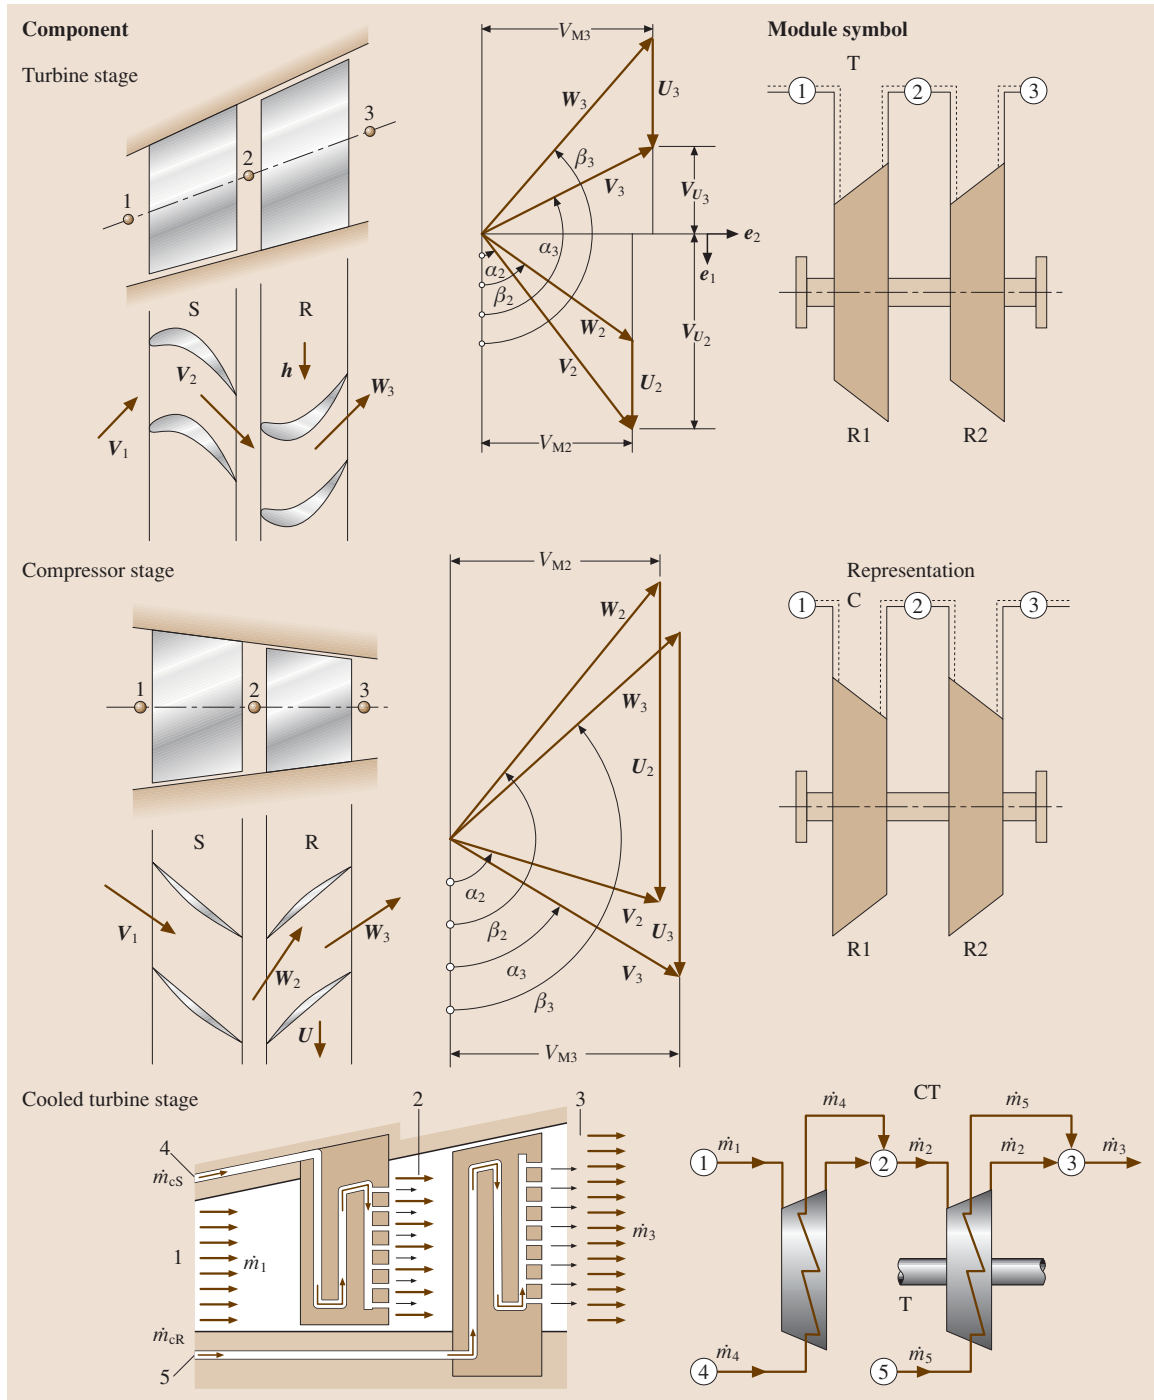 Component
Module symbol
Turbine stage
1
2
3
S
R
V1
V2
h
W3
VM3
W3
U3
β3
V3
VU3
e2
e1
α3
α2
β2
W2
V2
U2
VU2
VM2
T
1
2
3
R1
R2
Compressor stage
1
2
3
S
R
V1
W2
W3
U
VM2
W2
W3
U2
α2
β2
V2
U3
α3
V3
β3
VM3
Representation
C
1
2
3
R1
R2
Cooled turbine stage
4
ṁcS
1
ṁ1
ṁcR
5
2
3
ṁ3
CT
ṁ4
ṁ5
1
ṁ1
2
ṁ2
ṁ2
3
ṁ3
T
4
ṁ4
5
ṁ5